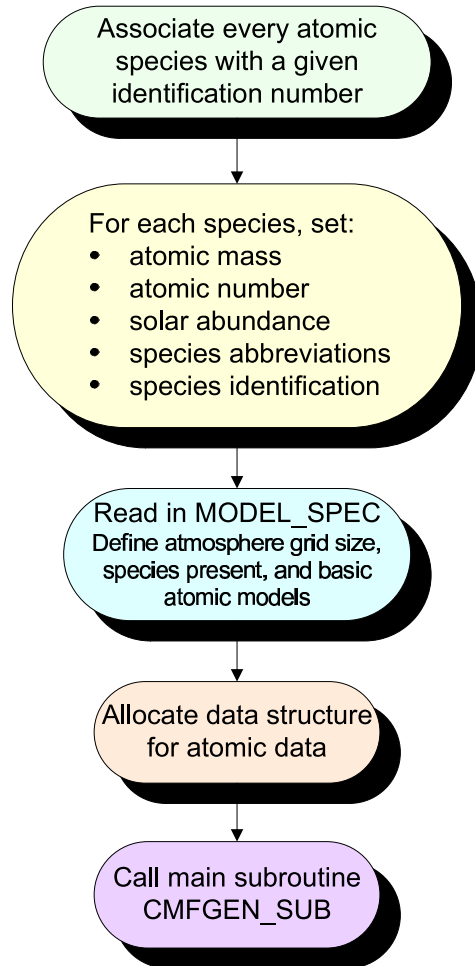 Associate every atomic
species with a given
identification number
For each species, set:
• atomic mass
• atomic number
• solar abundance
• species abbreviations
• species identification
Read in MODEL_SPEC
Define atmosphere grid size,
species present, and basic
atomic models
Allocate data structure
for atomic data
Call main subroutine
CMFGEN_SUB